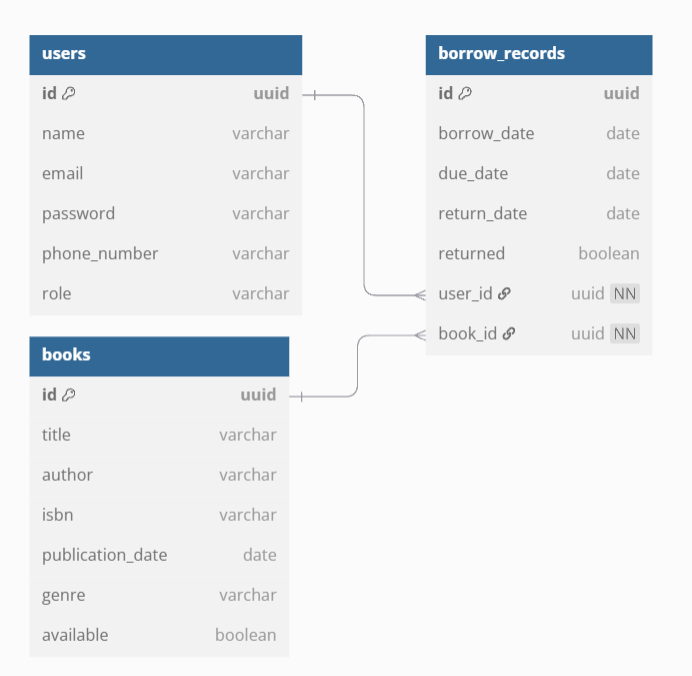 users
id uuid
name varchar
email varchar
password varchar
phone_number varchar
role varchar
books
id uuid
title varchar
author varchar
isbn varchar
publication_date date
genre varchar
available boolean
borrow_records
id uuid
borrow_date date
due_date date
return_date date
returned boolean
user_id uuid NN
book_id uuid NN